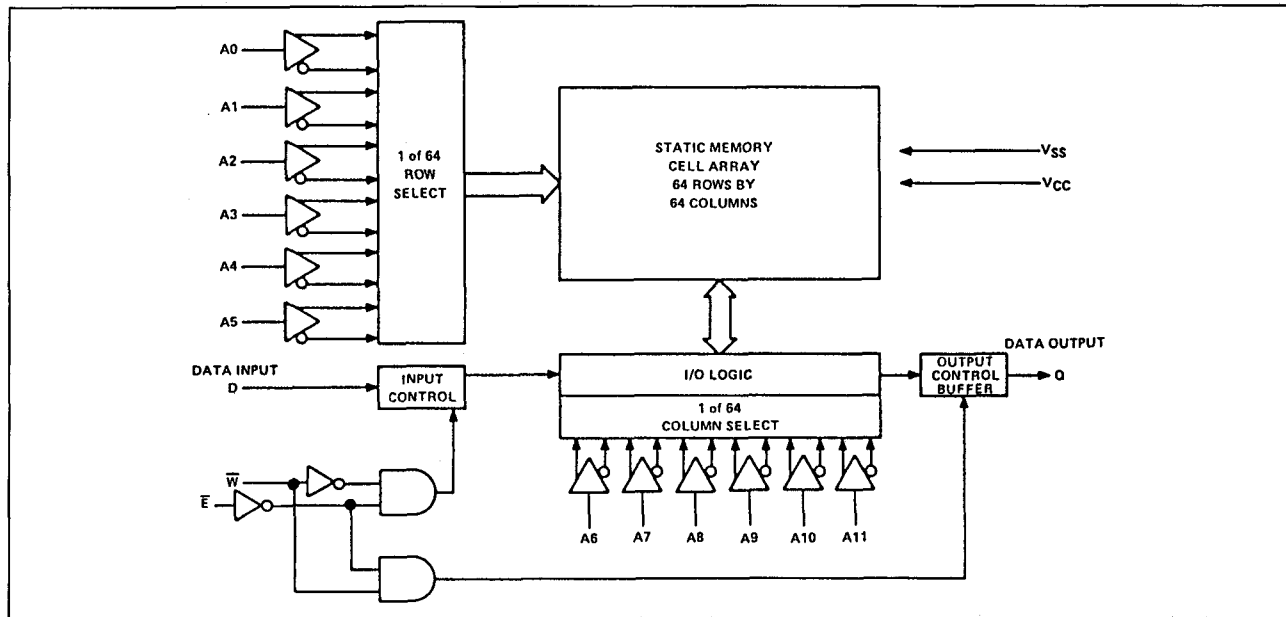 A0
A1
A2
A3
A4
A5
1 of 64
ROW
SELECT
STATIC MEMORY
CELL ARRAY
64 ROWS BY
64 COLUMNS
VSS
VCC
DATA INPUT
D
INPUT
CONTROL
I/O LOGIC
1 of 64
COLUMN SELECT
OUTPUT
CONTROL
BUFFER
DATA OUTPUT
Q
W̅
E̅
A6
A7
A8
A9
A10
A11